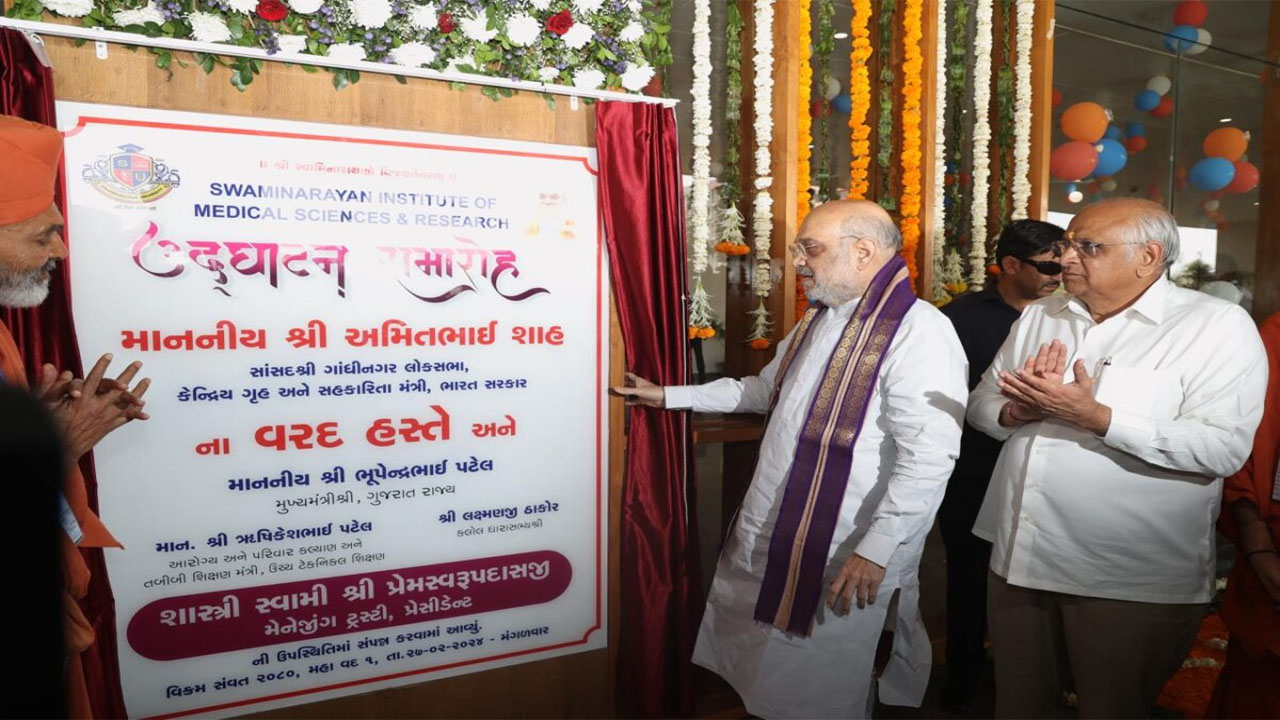 ॥ શ્રી સ્વામિનારાયણો વિજયતેતરામ્ ॥
SWAMINARAYAN INSTITUTE OF
MEDICAL SCIENCES & RESEARCH
ઉદ્ઘાટન સમારોહ
માનનીય શ્રી અમિતભાઈ શાહ
સાંસદશ્રી ગાંધીનગર લોકસભા,
કેન્દ્રિય ગૃહ અને સહકારિતા મંત્રી, ભારત સરકાર
ના વરદ હસ્તે અને
માનનીય શ્રી ભૂપેન્દ્રભાઈ પટેલ
મુખ્યમંત્રીશ્રી, ગુજરાત રાજ્ય
માન. શ્રી ઋષિકેશભાઈ પટેલ
આરોગ્ય અને પરિવાર કલ્યાણ અને
તબીબી શિક્ષણ મંત્રી, ઉચ્ચ ટેકનિકલ શિક્ષણ
શ્રી લક્ષ્મણજી ઠાકોર
કલોલ ધારાસભ્યશ્રી
શાસ્ત્રી સ્વામી શ્રી પ્રેમસ્વરૂપદાસજી
મેનેજીંગ ટ્રસ્ટી, પ્રેસીડેન્ટ
ની ઉપસ્થિતિમાં સંપન્ન કરવામાં આવ્યું.
વિક્રમ સંવત ૨૦૮૦, મહા વદ ૧, તા.૨૭-૦૨-૨૦૨૪ - મંગળવાર